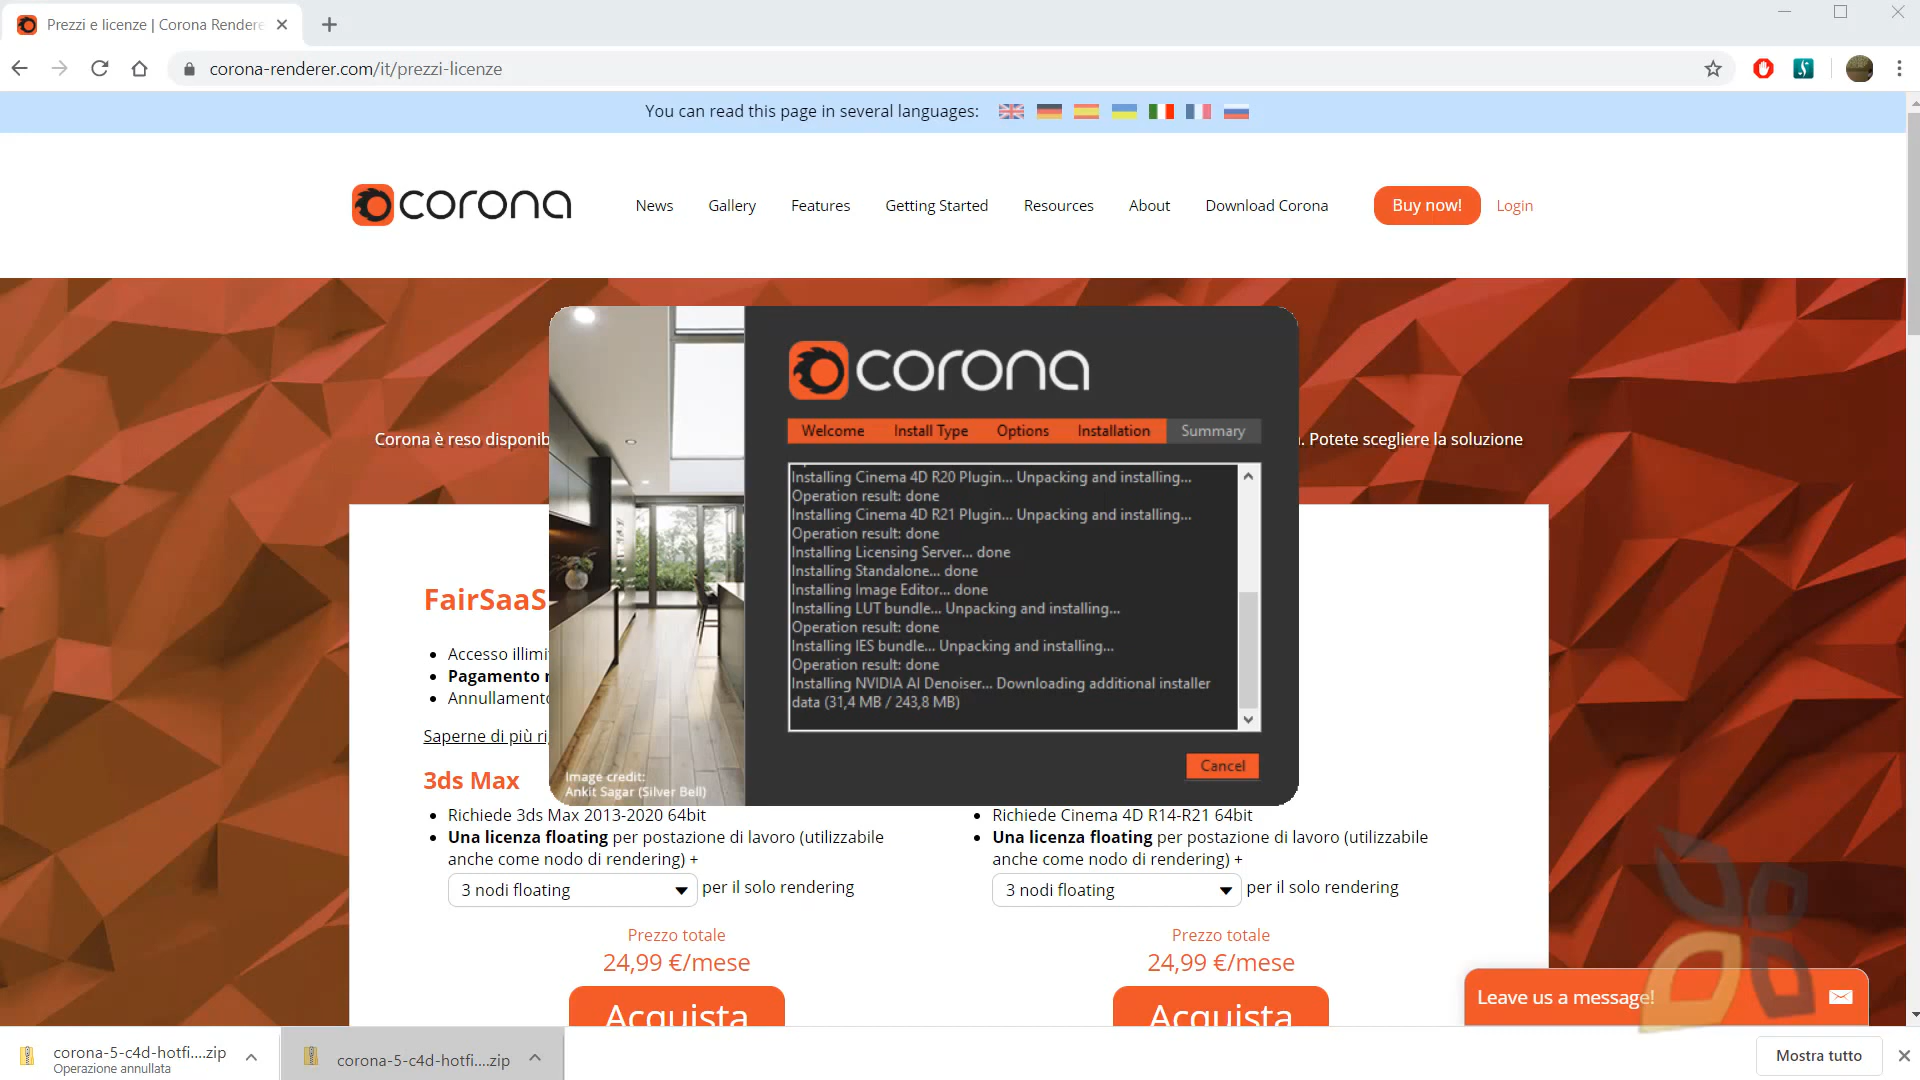 Prezzi e licenze | Corona Rendere
corona-renderer.com/it/prezzi-licenze
You can read this page in several languages:
corona
News
Gallery
Features
Getting Started
Resources
About
Download Corona
Buy now!
Login
corona
Welcome
Install Type
Options
Installation
Summary
Corona è reso disponib
. Potete scegliere la soluzione
Installing Cinema 4D R20 Plugin... Unpacking and installing...
Operation result: done
Installing Cinema 4D R21 Plugin... Unpacking and installing...
Operation result: done
Installing Licensing Server... done
Installing Standalone... done
Installing Image Editor... done
Installing LUT bundle... Unpacking and installing...
Operation result: done
Installing IES bundle... Unpacking and installing...
Operation result: done
Installing NVIDIA AI Denoiser... Downloading additional installer
data (31,4 MB / 243,8 MB)
Cancel
Image credit:
Ankit Sagar (Silver Bell)
FairSaaS
Accesso illimi
Pagamento
Annullamento
Saperne di più
3ds Max
Richiede 3ds Max 2013-2020 64bit
Una licenza floating per postazione di lavoro (utilizzabile
anche come nodo di rendering) +
3 nodi floating per il solo rendering
Prezzo totale
24,99 €/mese
Acquista
Richiede Cinema 4D R14-R21 64bit
Una licenza floating per postazione di lavoro (utilizzabile
anche come nodo di rendering) +
3 nodi floating per il solo rendering
Prezzo totale
24,99 €/mese
Acquista
Leave us a message!
corona-5-c4d-hotfi....zip
Operazione annullata
corona-5-c4d-hotfi....zip
Mostra tutto